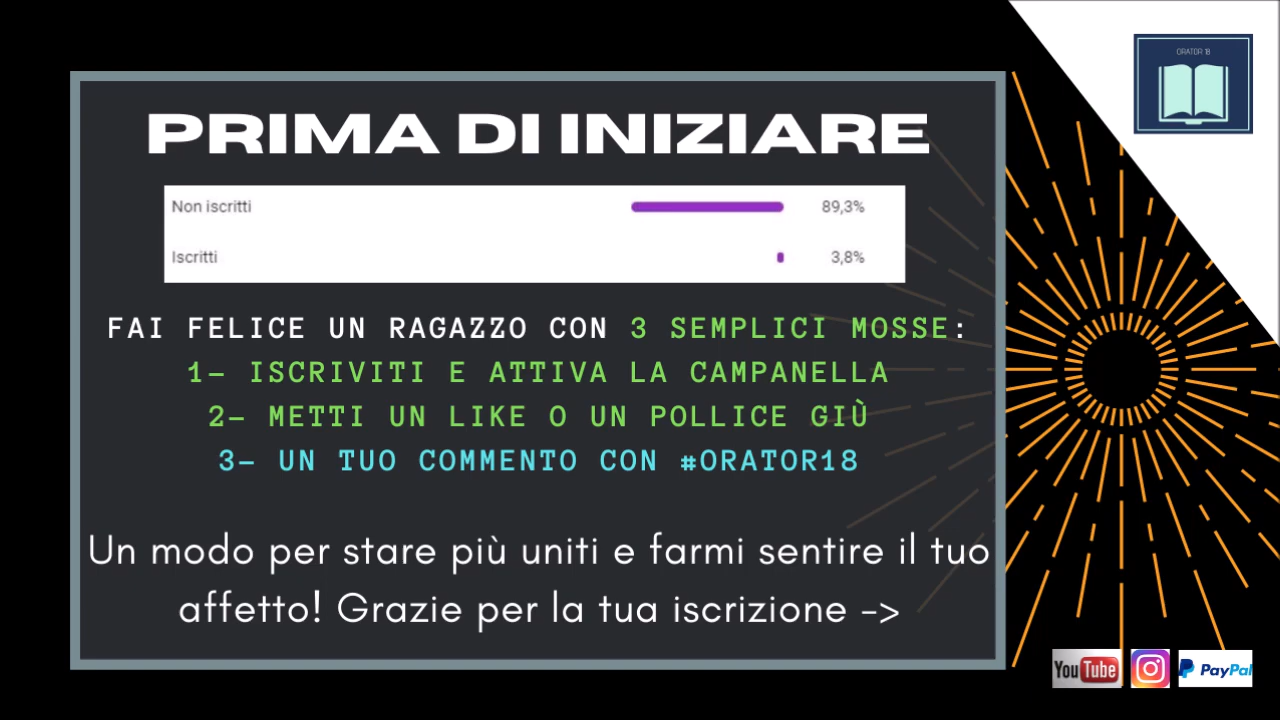 ORATOR 18
PRIMA DI INIZIARE
Non iscritti 89,3%
Iscritti 3,8%
FAI FELICE UN RAGAZZO CON 3 SEMPLICI MOSSE:
1- ISCRIVITI E ATTIVA LA CAMPANELLA
2- METTI UN LIKE O UN POLLICE GIÙ
3- UN TUO COMMENTO CON #ORATOR18
Un modo per stare più uniti e farmi sentire il tuo
affetto! Grazie per la tua iscrizione ->
YouTube PayPal